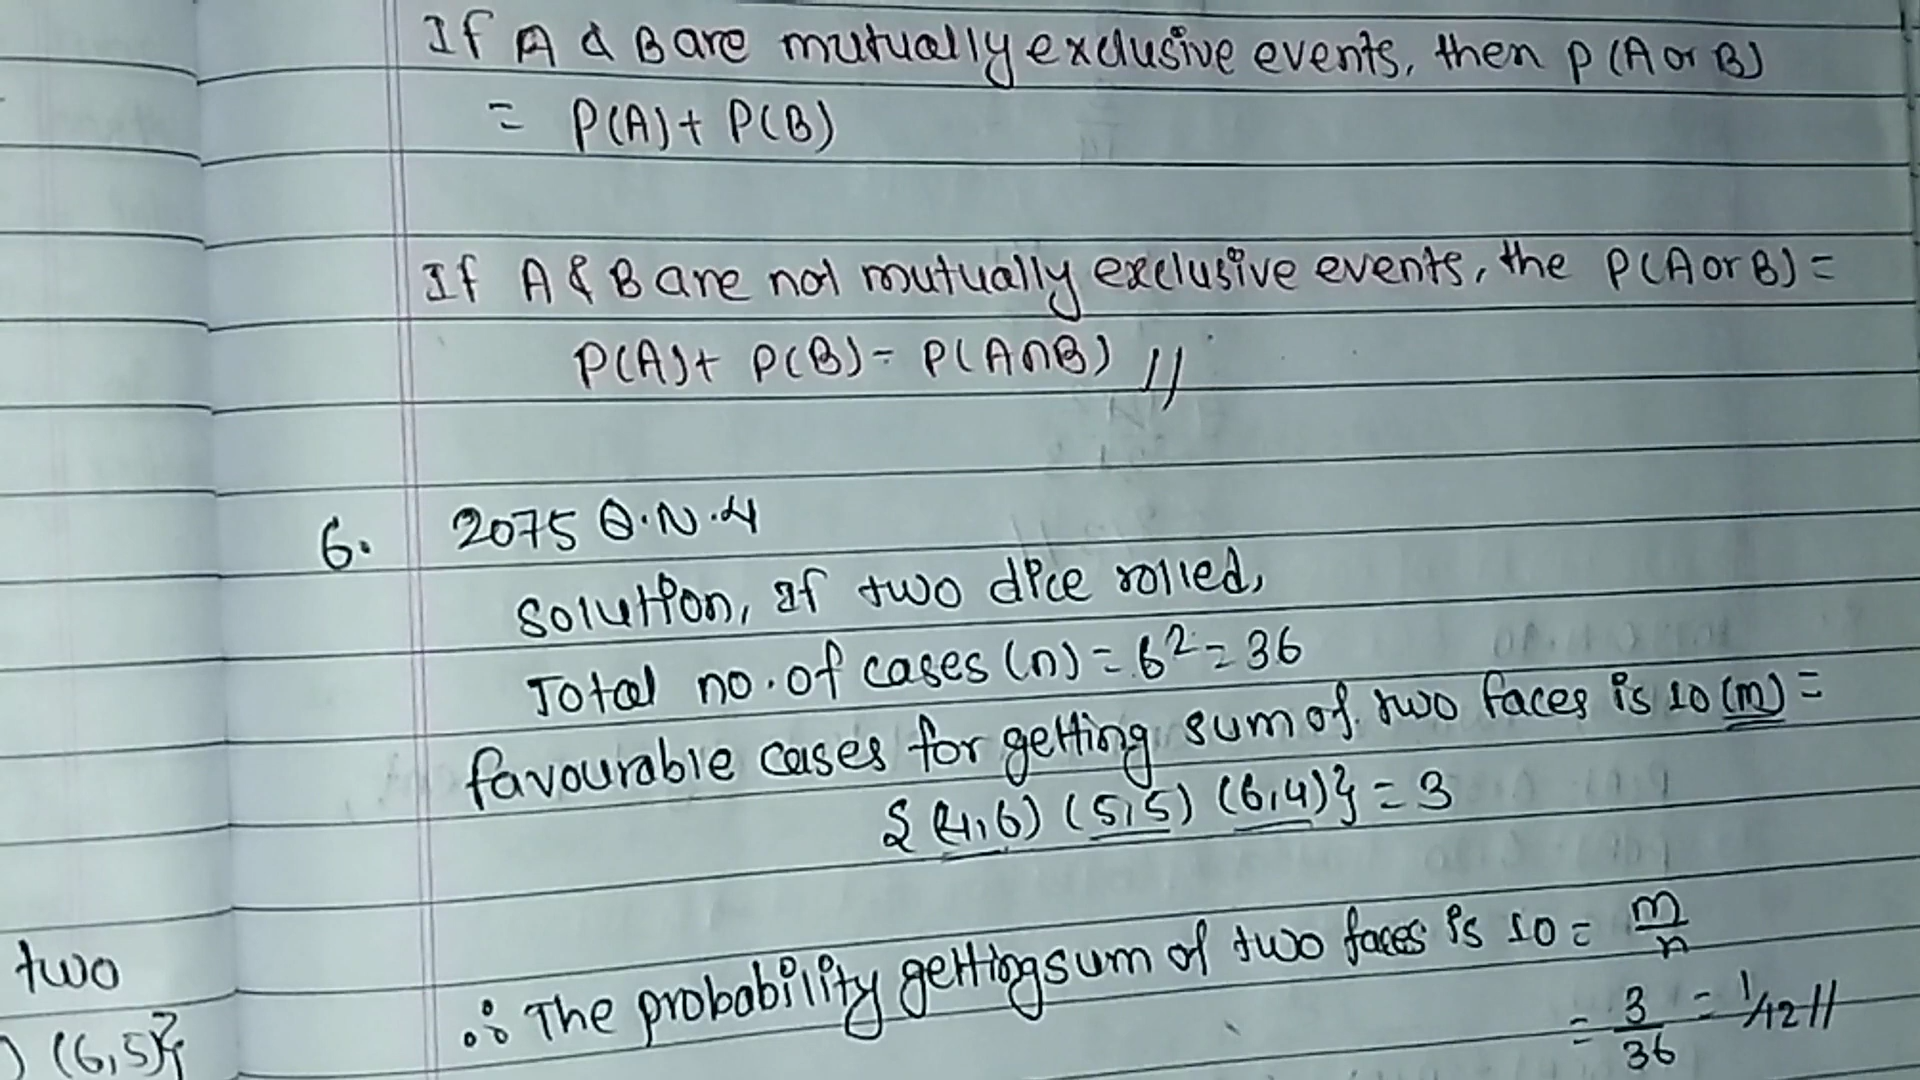 If A & B are mutually exclusive events, then P(A or B)
= P(A)+ P(B)
If A & B are not mutually exclusive events, the P(A or B) =
P(A)+ P(B) - P(A∩B) //
6. 2075 Q.N.4
Solution, If two dice rolled,
Total no. of cases (n) = 6² = 36
favourable cases for getting sum of two faces is 10 (m) =
{(4,6) (5,5) (6,4)} = 3
∴ The probability getting sum of two faces is 10 = m/n
= 3/36 = 1/12 //
two
) (6,5)}